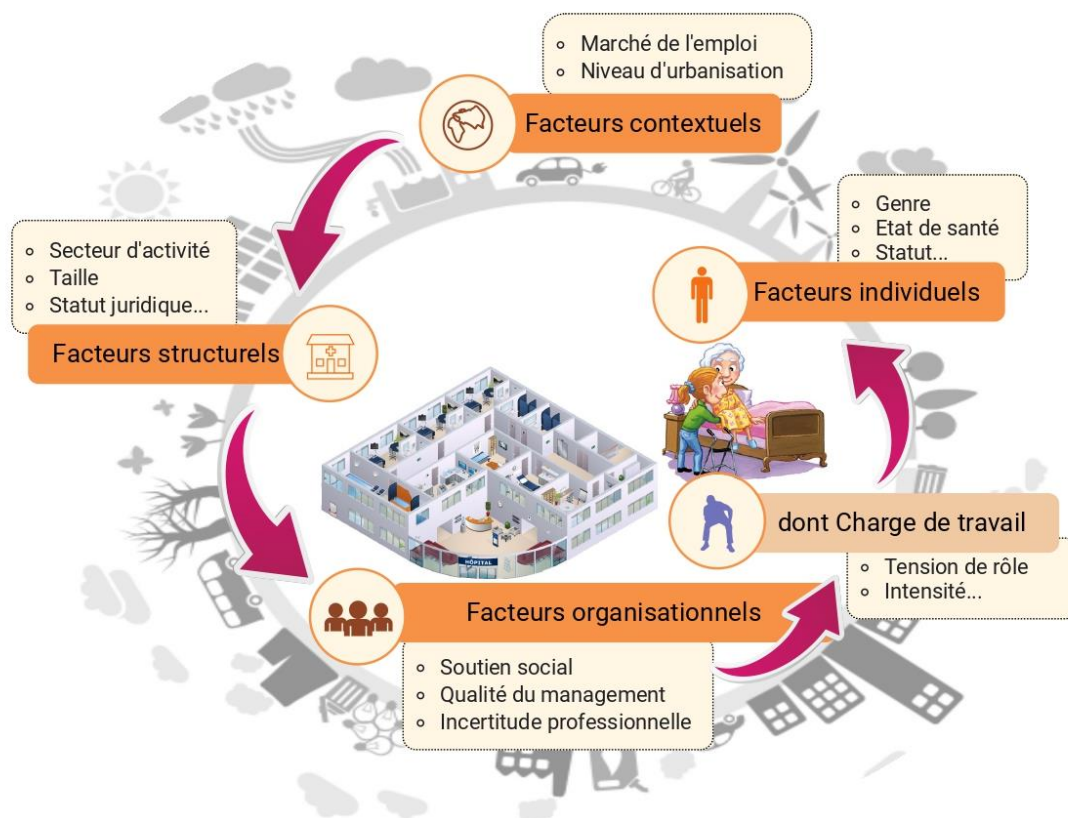 Marché de l'emploi
Niveau d'urbanisation
Facteurs contextuels
Secteur d'activité
Taille
Statut juridique...
Facteurs structurels
HÔPITAL
Facteurs organisationnels
Soutien social
Qualité du management
Incertitude professionnelle
dont Charge de travail
Tension de rôle
Intensité...
Genre
Etat de santé
Statut...
Facteurs individuels